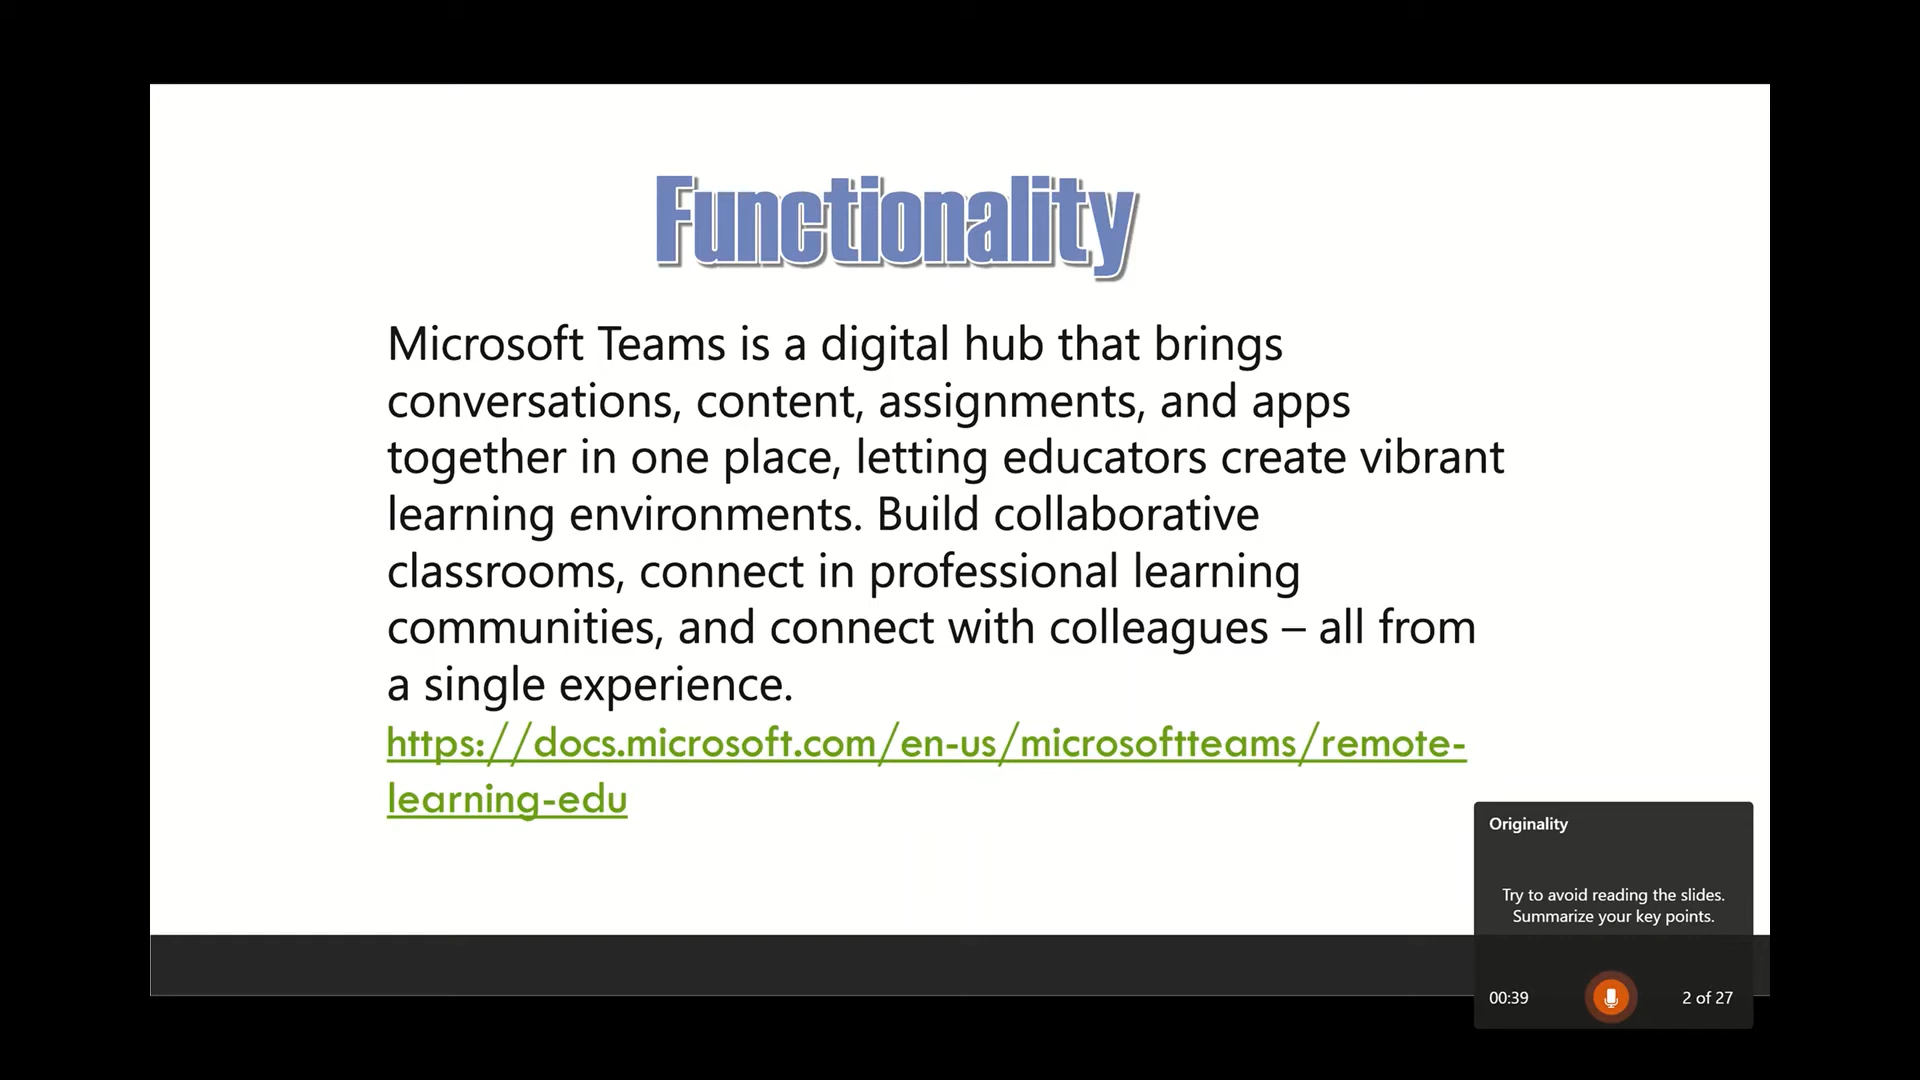 Functionality
Microsoft Teams is a digital hub that brings
conversations, content, assignments, and apps
together in one place, letting educators create vibrant
learning environments. Build collaborative
classrooms, connect in professional learning
communities, and connect with colleagues – all from
a single experience.
https://docs.microsoft.com/en-us/microsoftteams/remote-
learning-edu
Originality
Try to avoid reading the slides.
Summarize your key points.
00:39
2 of 27